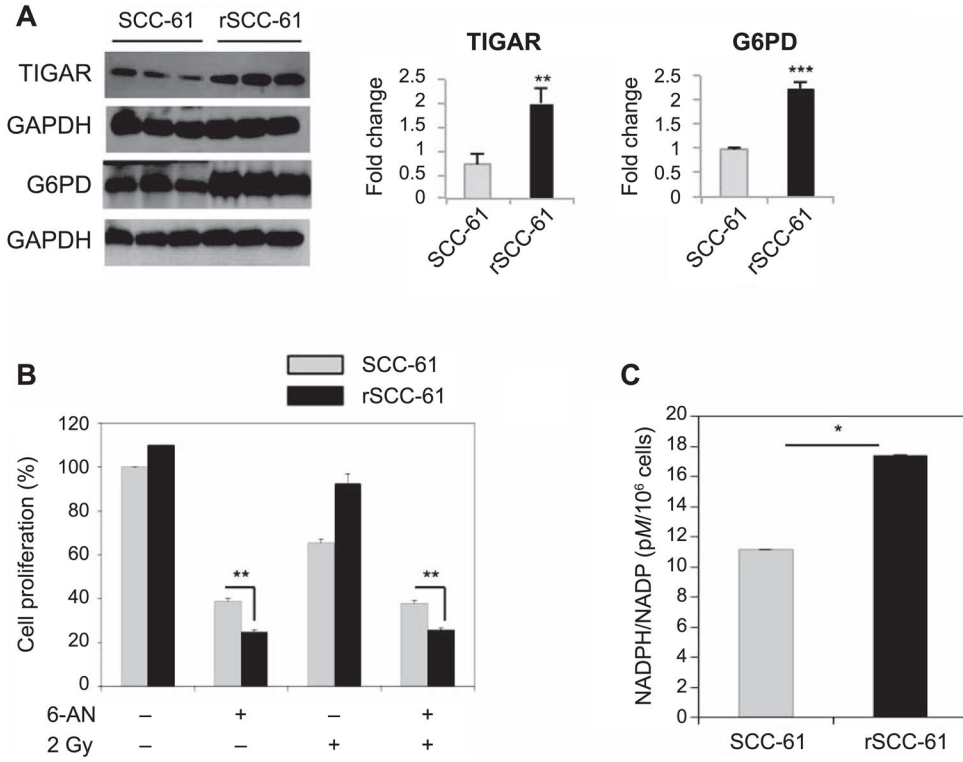 A
SCC-61 rSCC-61
TIGAR
GAPDH
G6PD
GAPDH
TIGAR
Fold change
2.5
2
1.5
1
0.5
0
**
SCC-61
rSCC-61
G6PD
Fold change
2.5
2
1.5
1
0.5
0
***
SCC-61
rSCC-61
B
SCC-61
rSCC-61
Cell proliferation (%)
120
100
80
60
40
20
0
**
**
6-AN – + – +
2 Gy – – + +
C
NADPH/NADP (pM/10⁶ cells)
20
18
16
14
12
11
8
6
4
2
0
*
SCC-61 rSCC-61